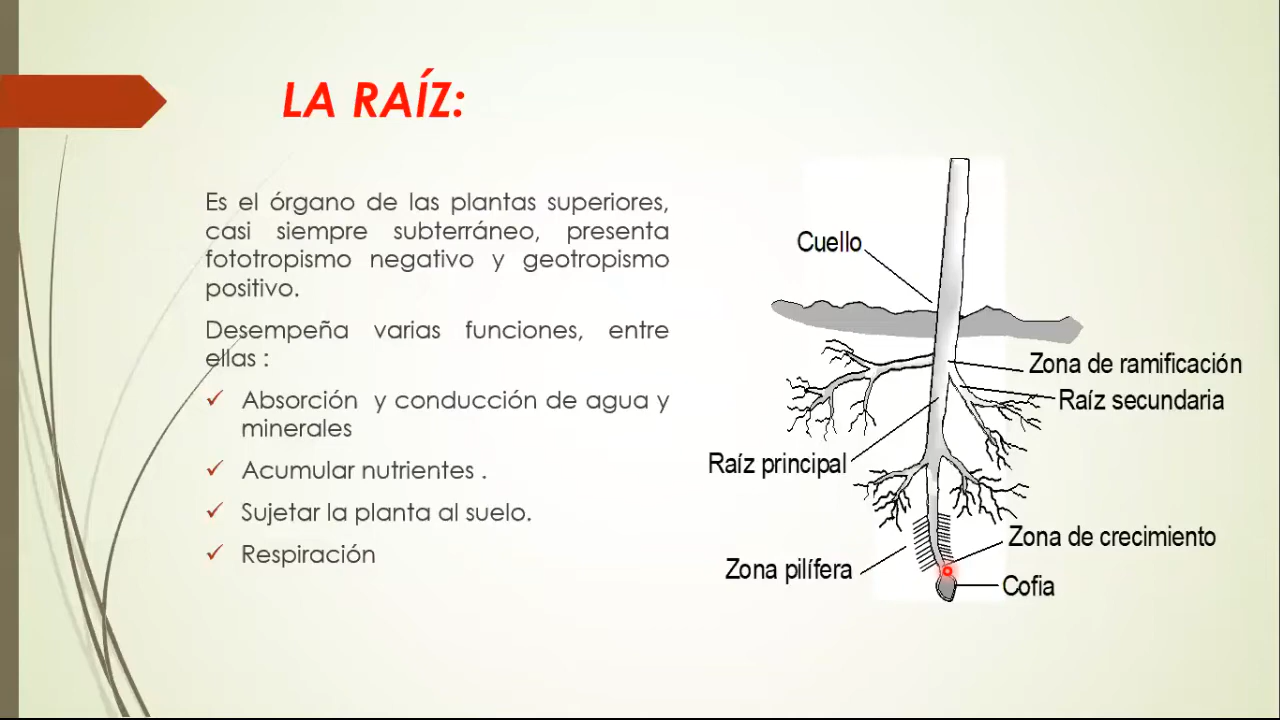 LA RAÍZ:
Es el órgano de las plantas superiores,
casi siempre subterráneo, presenta
fototropismo negativo y geotropismo
positivo.
Desempeña varias funciones, entre
ellas :
Absorción y conducción de agua y
minerales
Acumular nutrientes .
Sujetar la planta al suelo.
Respiración
Cuello
Zona de ramificación
Raíz secundaria
Raíz principal
Zona de crecimiento
Zona pilífera
Cofia